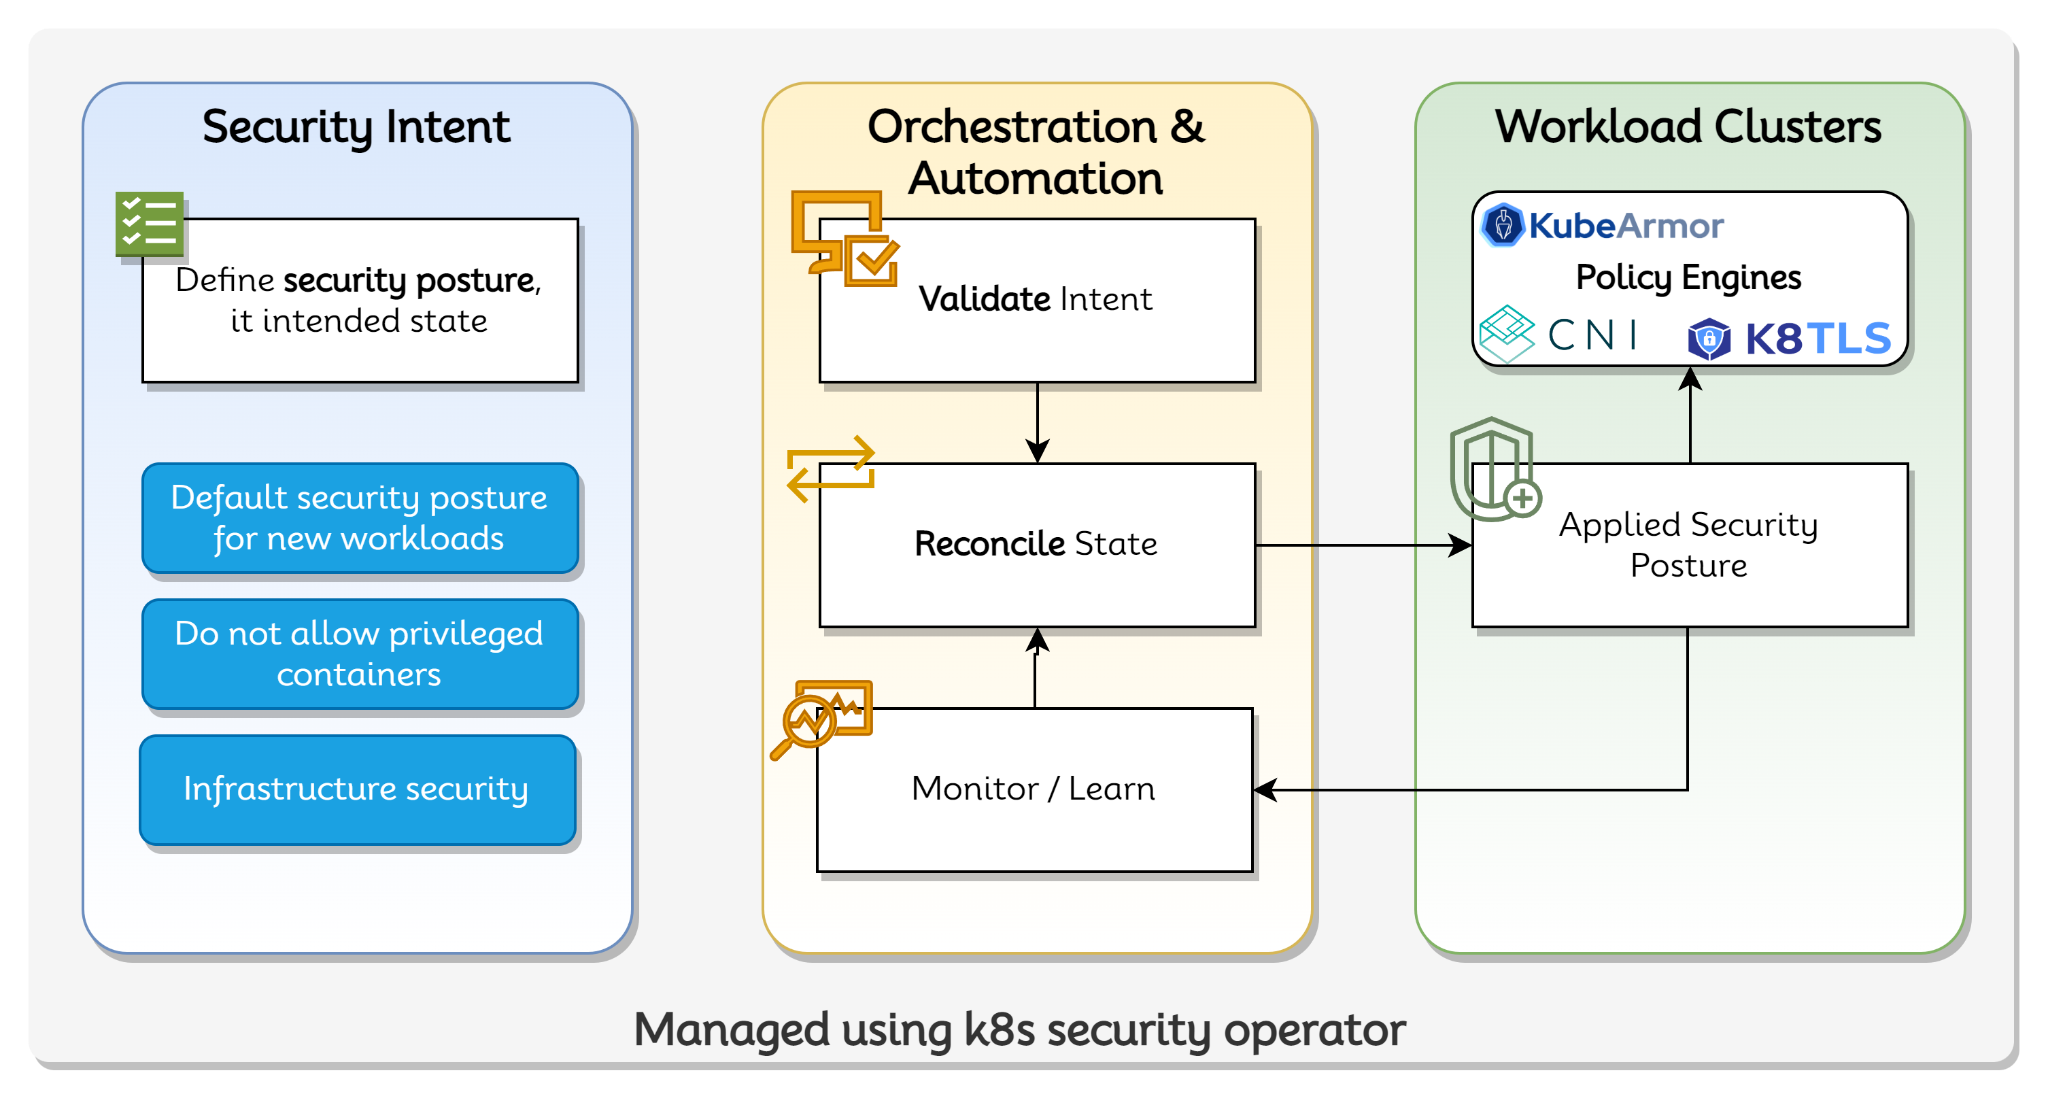 Security Intent
Define security posture,
it intended state
Default security posture
for new workloads
Do not allow privileged
containers
Infrastructure security
Orchestration &
Automation
Validate Intent
Reconcile State
Monitor / Learn
Workload Clusters
KubeArmor
Policy Engines
CNI
K8TLS
Applied Security
Posture
Managed using k8s security operator